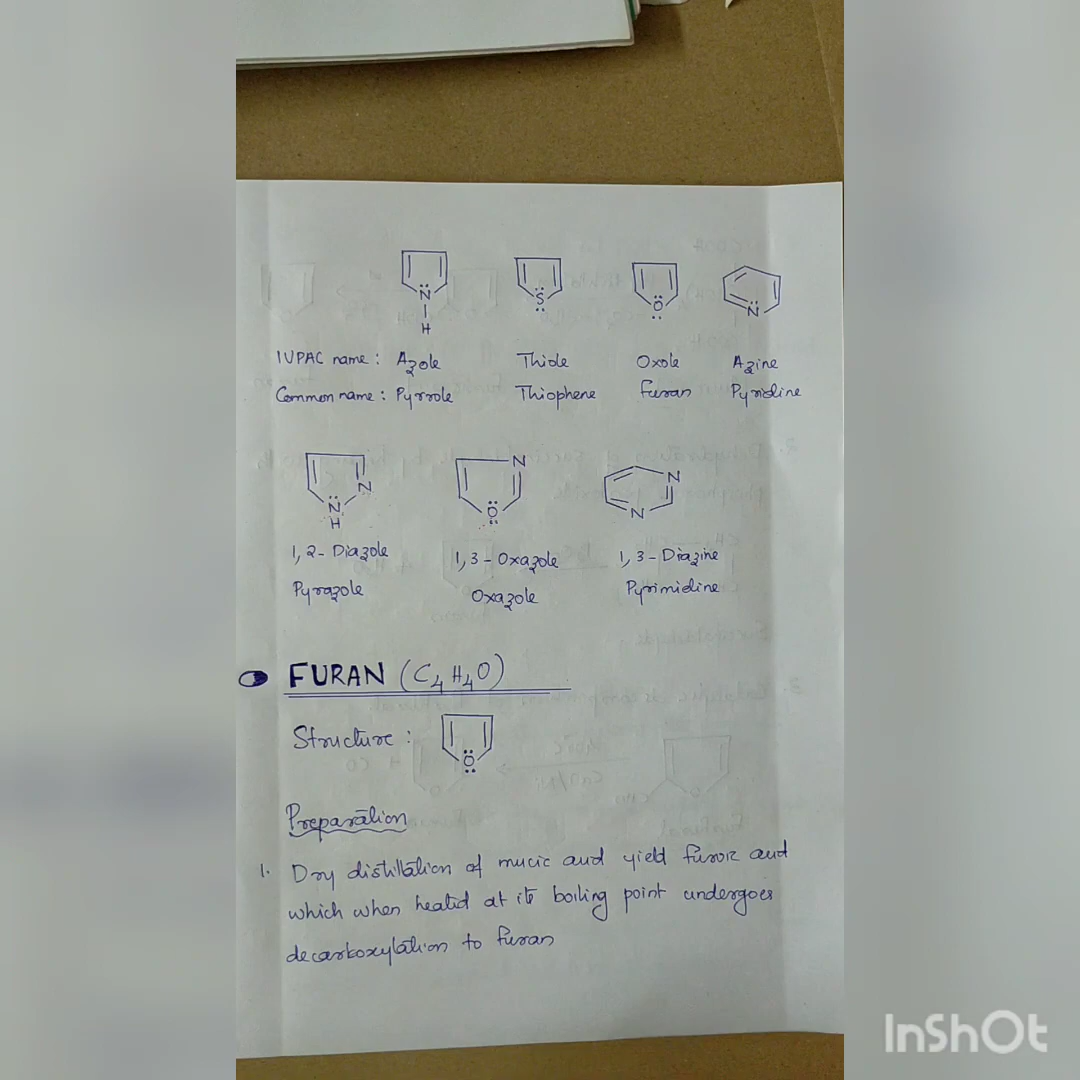 N
H
S
O
N
IUPAC name : Azole Thiole Oxole Azine
Common name : Pyrrole Thiophene Furan Pyridine
N
N
H
N
O
N
N
1,2- Diazole 1,3-Oxazole 1,3-Diazine
Pyrazole Oxazole Pyrimidine
FURAN (C4H4O)
Structure :
O
Preparation
1. Dry distillation of mucic acid yield furoic acid
which when heated at its boiling point undergoes
decarboxylation to furan
InShOt